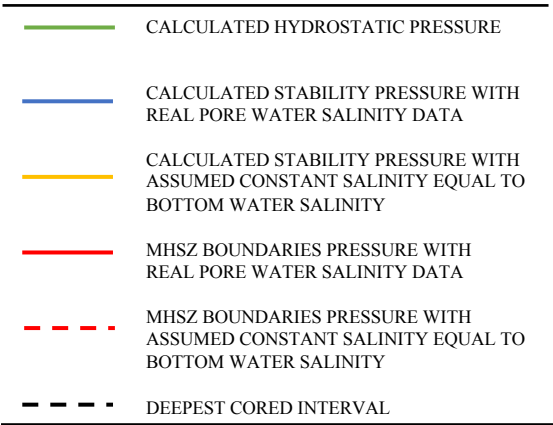 CALCULATED HYDROSTATIC PRESSURE
CALCULATED STABILITY PRESSURE WITH
REAL PORE WATER SALINITY DATA
CALCULATED STABILITY PRESSURE WITH
ASSUMED CONSTANT SALINITY EQUAL TO
BOTTOM WATER SALINITY
MHSZ BOUNDARIES PRESSURE WITH
REAL PORE WATER SALINITY DATA
MHSZ BOUNDARIES PRESSURE WITH
ASSUMED CONSTANT SALINITY EQUAL TO
BOTTOM WATER SALINITY
DEEPEST CORED INTERVAL